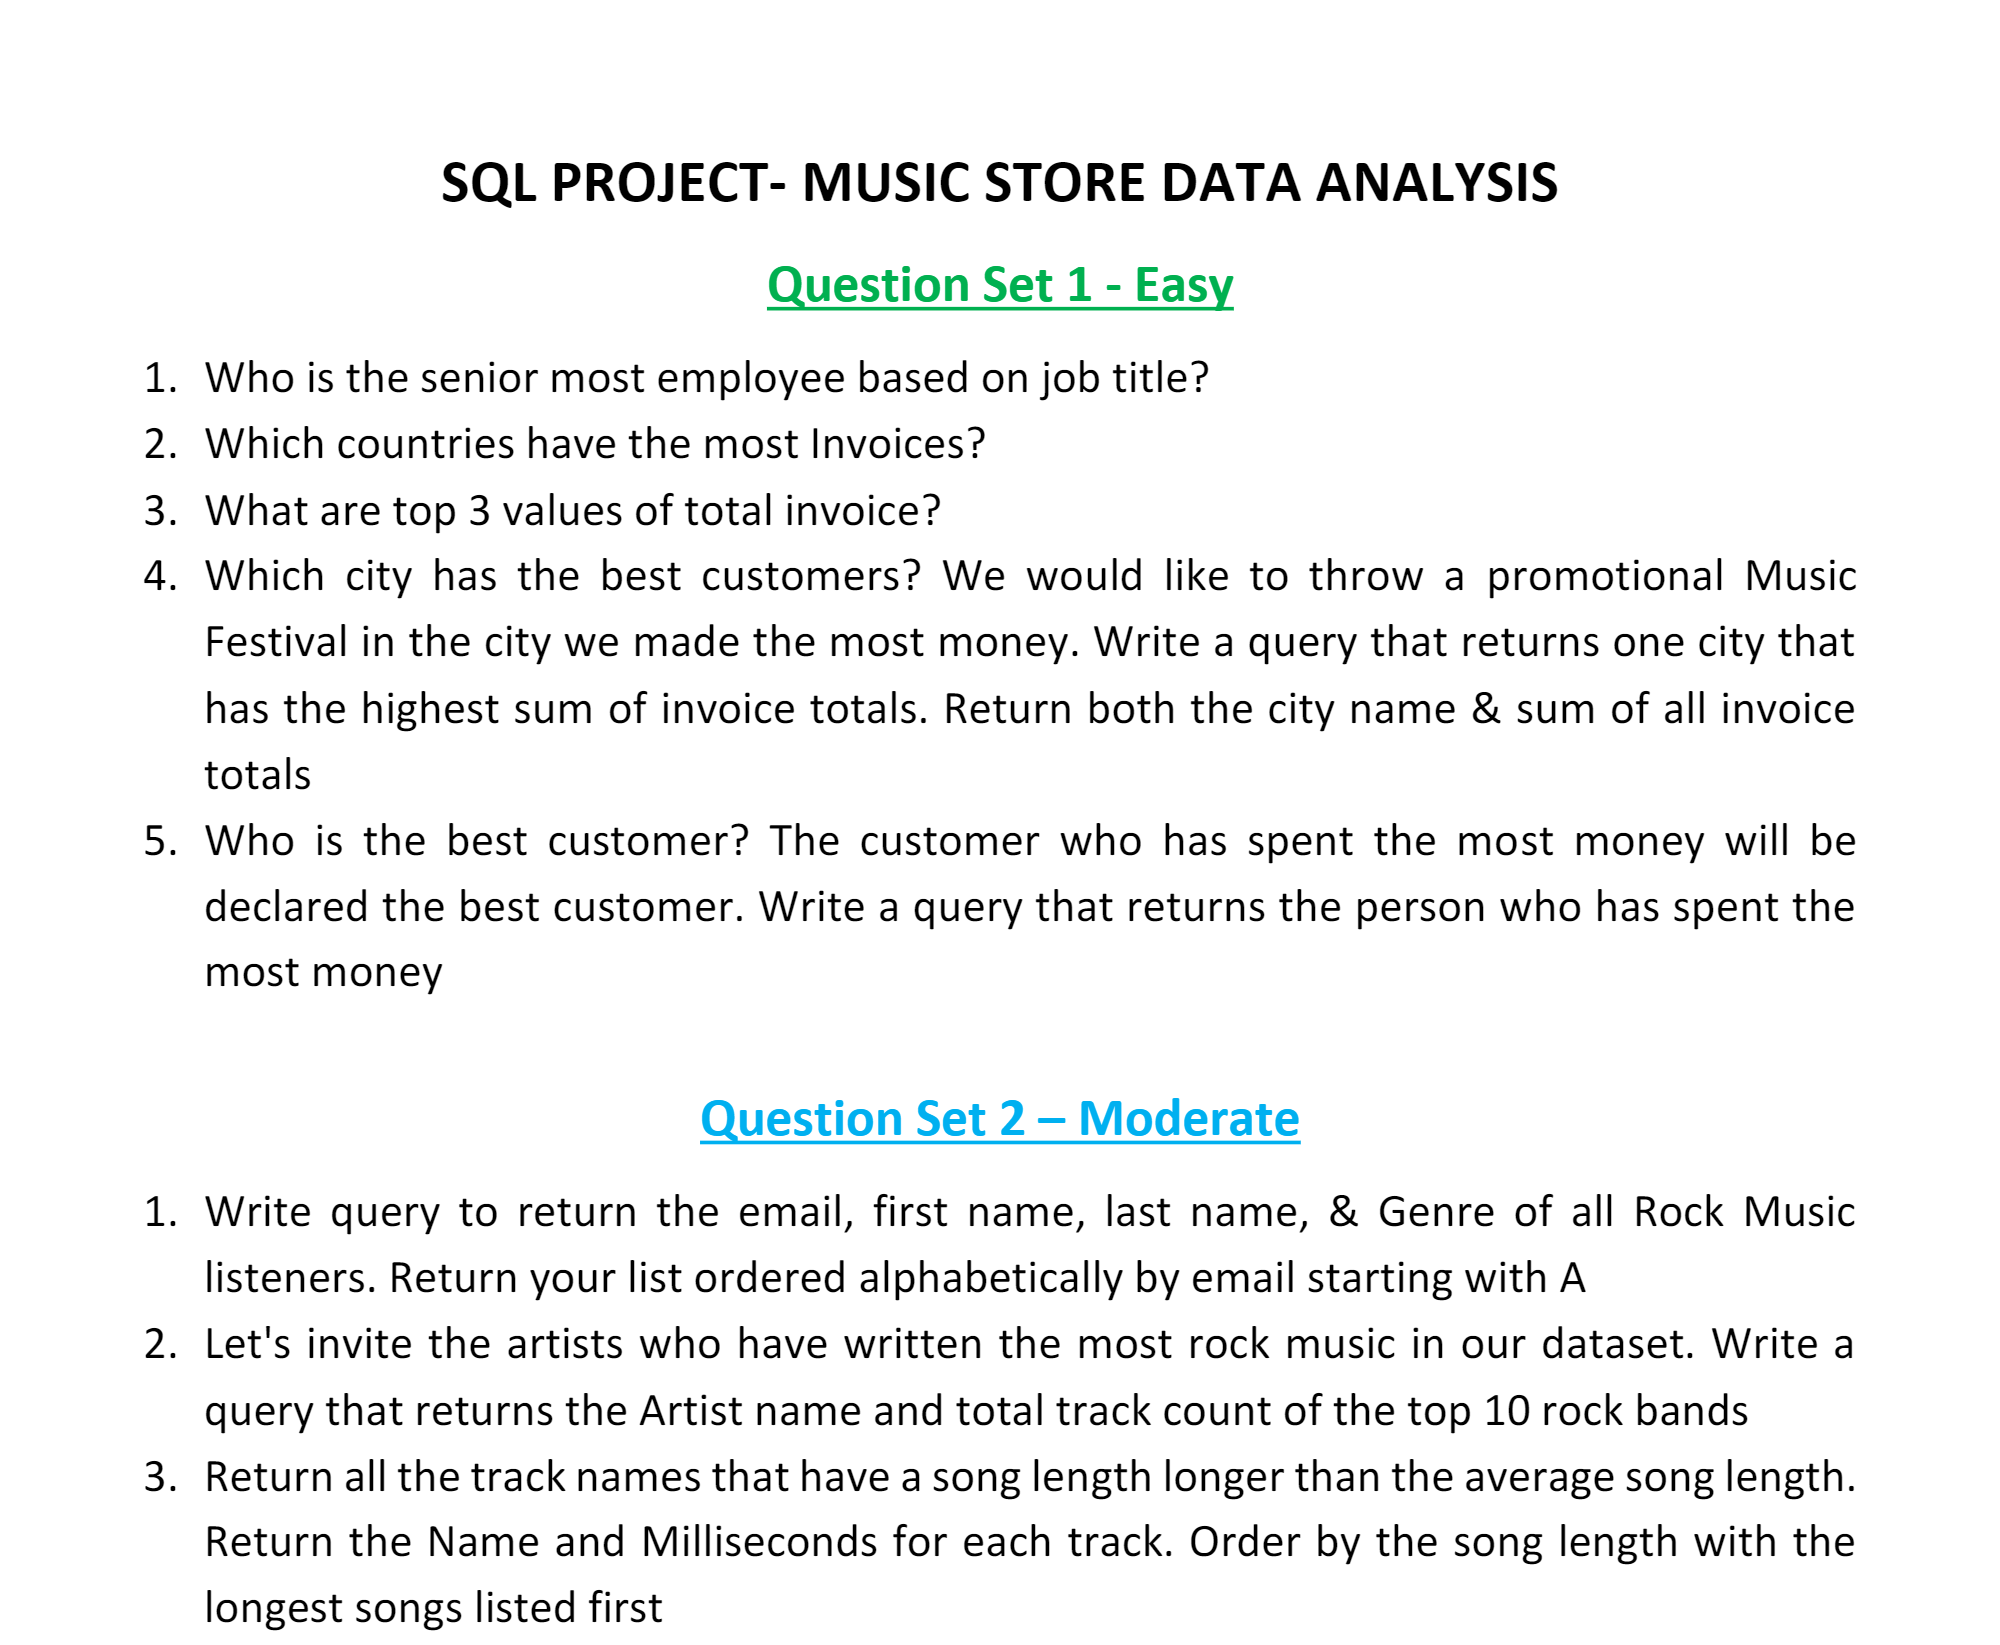 SQL PROJECT- MUSIC STORE DATA ANALYSIS
Question Set 1 - Easy
1. Who is the senior most employee based on job title?
2. Which countries have the most Invoices?
3. What are top 3 values of total invoice?
4. Which city has the best customers? We would like to throw a promotional Music
Festival in the city we made the most money. Write a query that returns one city that
has the highest sum of invoice totals. Return both the city name & sum of all invoice
totals
5. Who is the best customer? The customer who has spent the most money will be
declared the best customer. Write a query that returns the person who has spent the
most money
Question Set 2 – Moderate
1. Write query to return the email, first name, last name, & Genre of all Rock Music
listeners. Return your list ordered alphabetically by email starting with A
2. Let's invite the artists who have written the most rock music in our dataset. Write a
query that returns the Artist name and total track count of the top 10 rock bands
3. Return all the track names that have a song length longer than the average song length.
Return the Name and Milliseconds for each track. Order by the song length with the
longest songs listed first